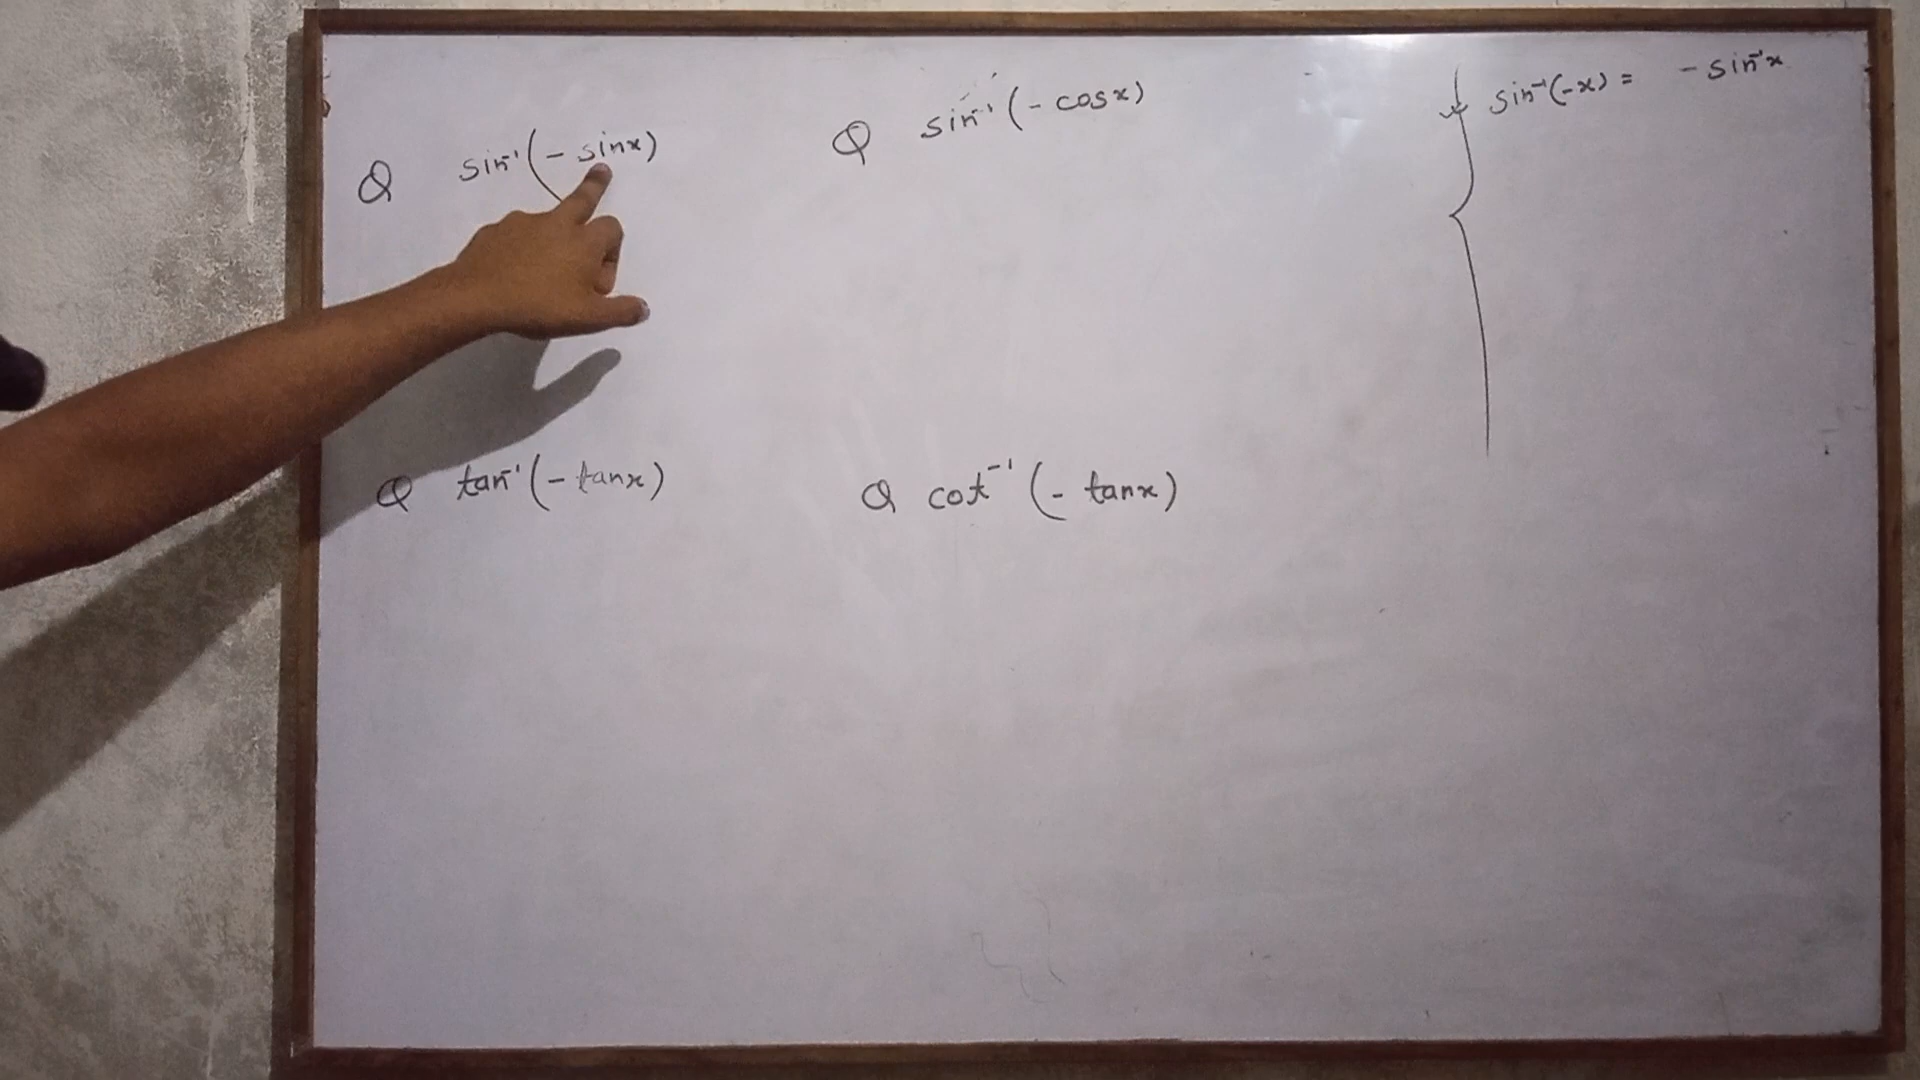 Q sin⁻¹(- sinx)
Q sin⁻¹(- cosx)
sin⁻¹(-x) = - sin⁻¹x
Q tan⁻¹(- tanx)
Q cot⁻¹(- tanx)